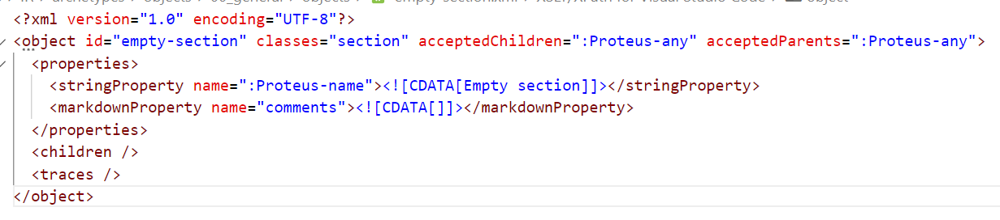 archetypes > objects > 00_general > objects > empty-section.xml > XSLT/XPath for Visual Studio Code > object
<?xml version="1.0" encoding="UTF-8"?>
<object id="empty-section" classes="section" acceptedChildren=":Proteus-any" acceptedParents=":Proteus-any">
<properties>
<stringProperty name=":Proteus-name"><![CDATA[Empty section]]></stringProperty>
<markdownProperty name="comments"><![CDATA[]]></markdownProperty>
</properties>
<children />
<traces />
</object>